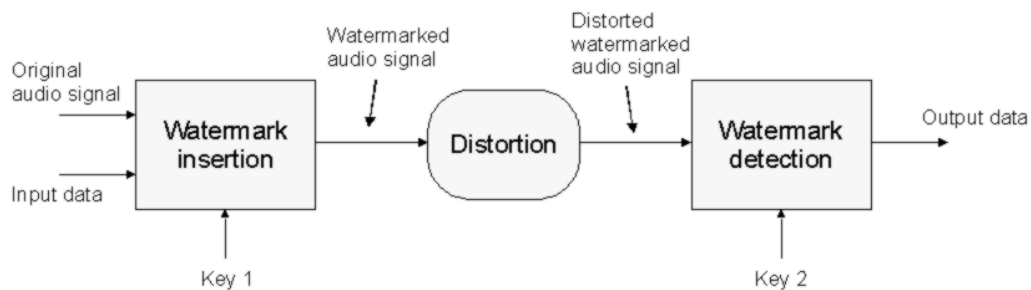 Original
audio signal
Input data
Watermark
insertion
Key 1
Watermarked
audio signal
Distortion
Distorted
watermarked
audio signal
Watermark
detection
Key 2
Output data